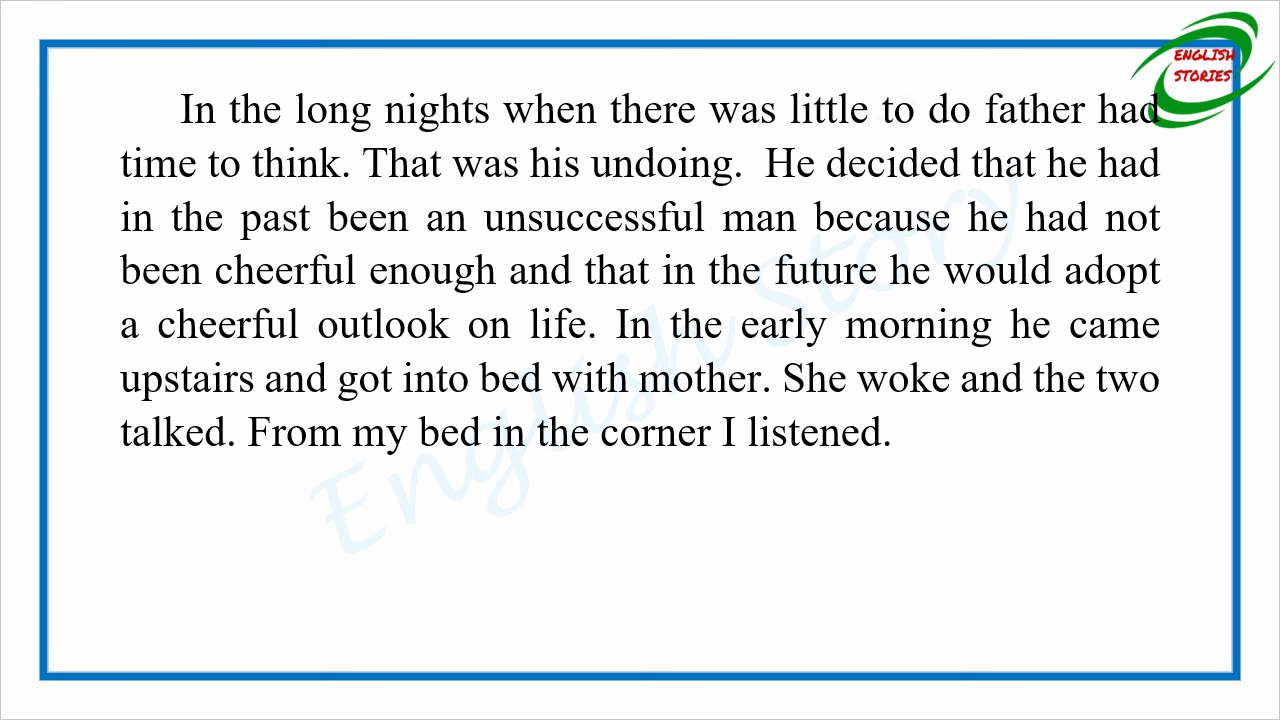 ENGLISH
STORIES
In the long nights when there was little to do father had
time to think. That was his undoing.  He decided that he had
in the past been an unsuccessful man because he had not
been cheerful enough and that in the future he would adopt
a cheerful outlook on life. In the early morning he came
upstairs and got into bed with mother. She woke and the two
talked. From my bed in the corner I listened.
English Story